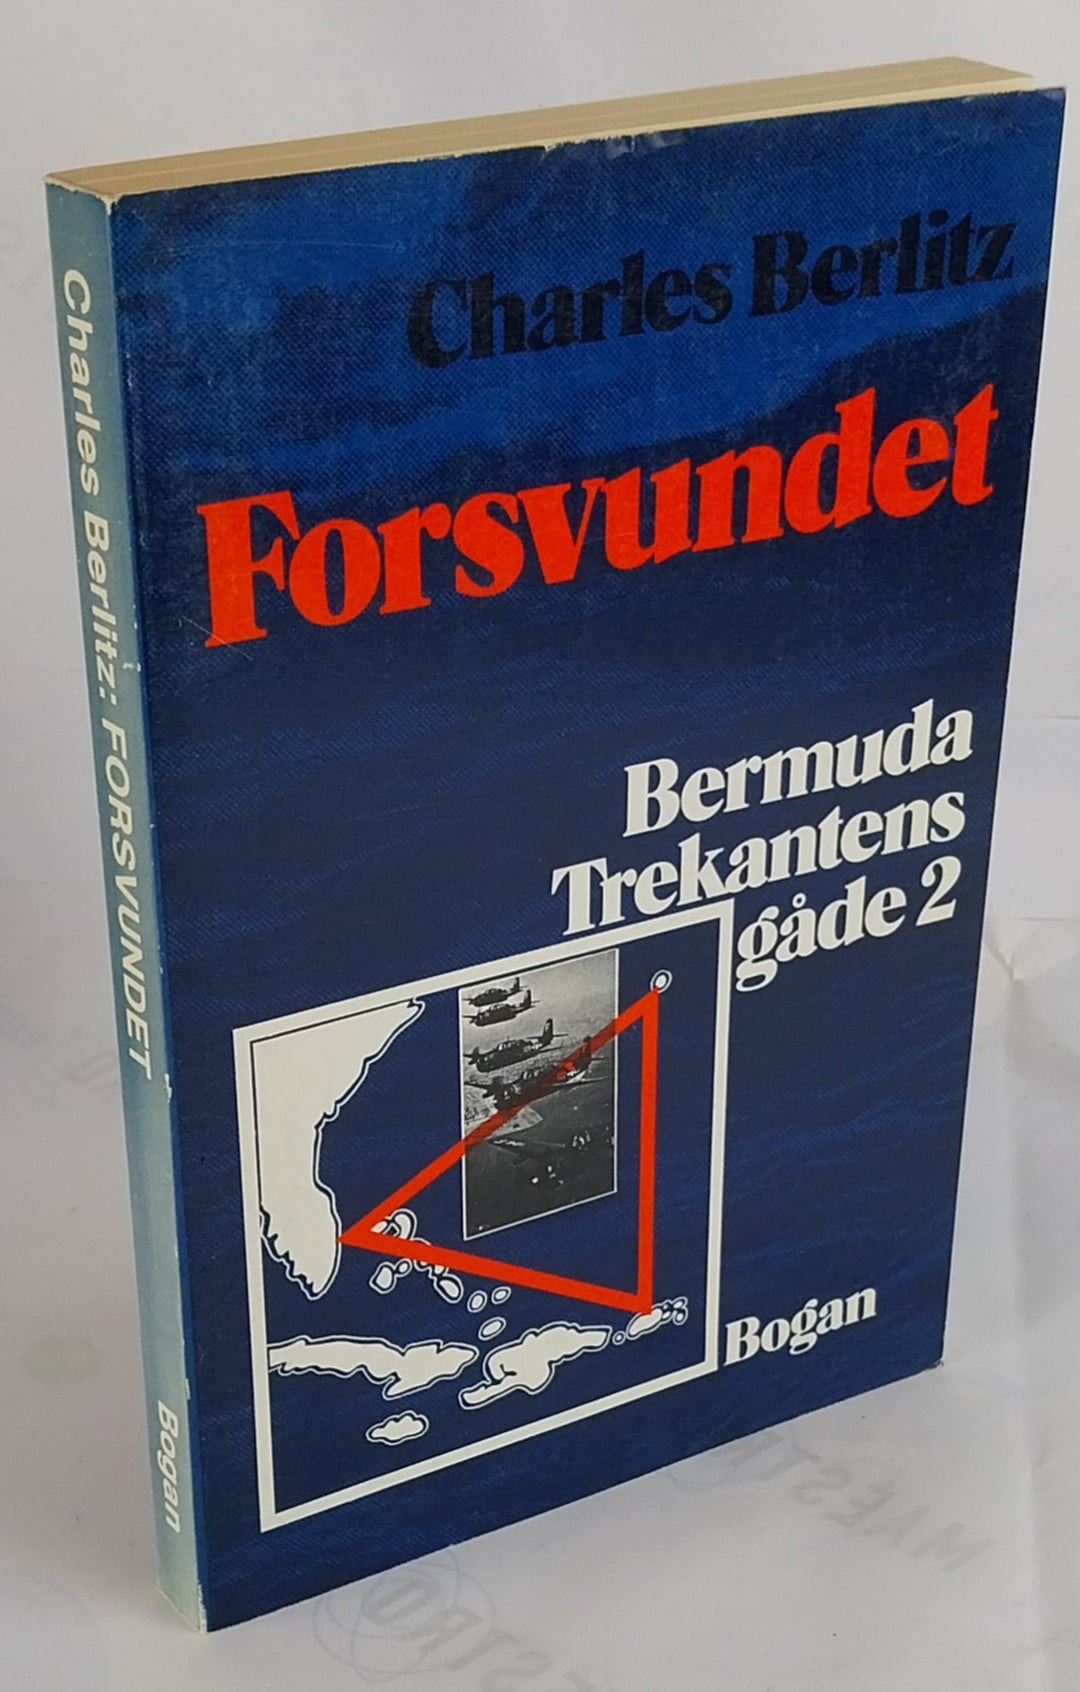 Charles Berlitz
Forsvundet
Bermuda
Trekantens
gåde 2
Bogan
Charles Berlitz: FORSVUNDET
Bogan